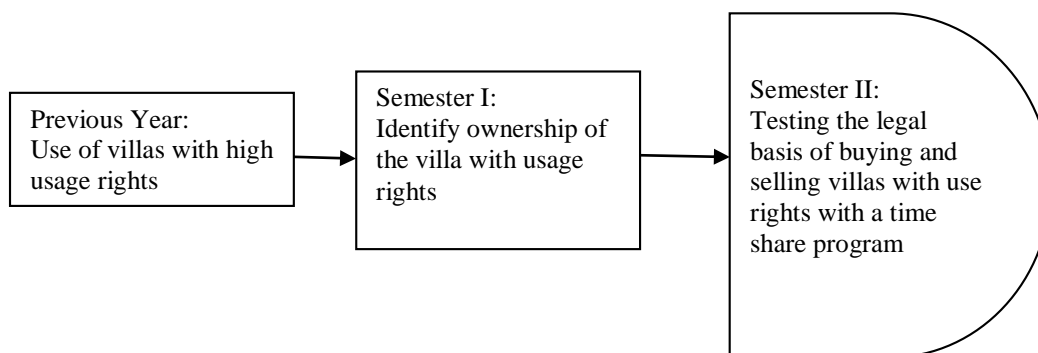 Previous Year:
Use of villas with high
usage rights
Semester I:
Identify ownership of
the villa with usage
rights
Semester II:
Testing the legal
basis of buying and
selling villas with use
rights with a time
share program